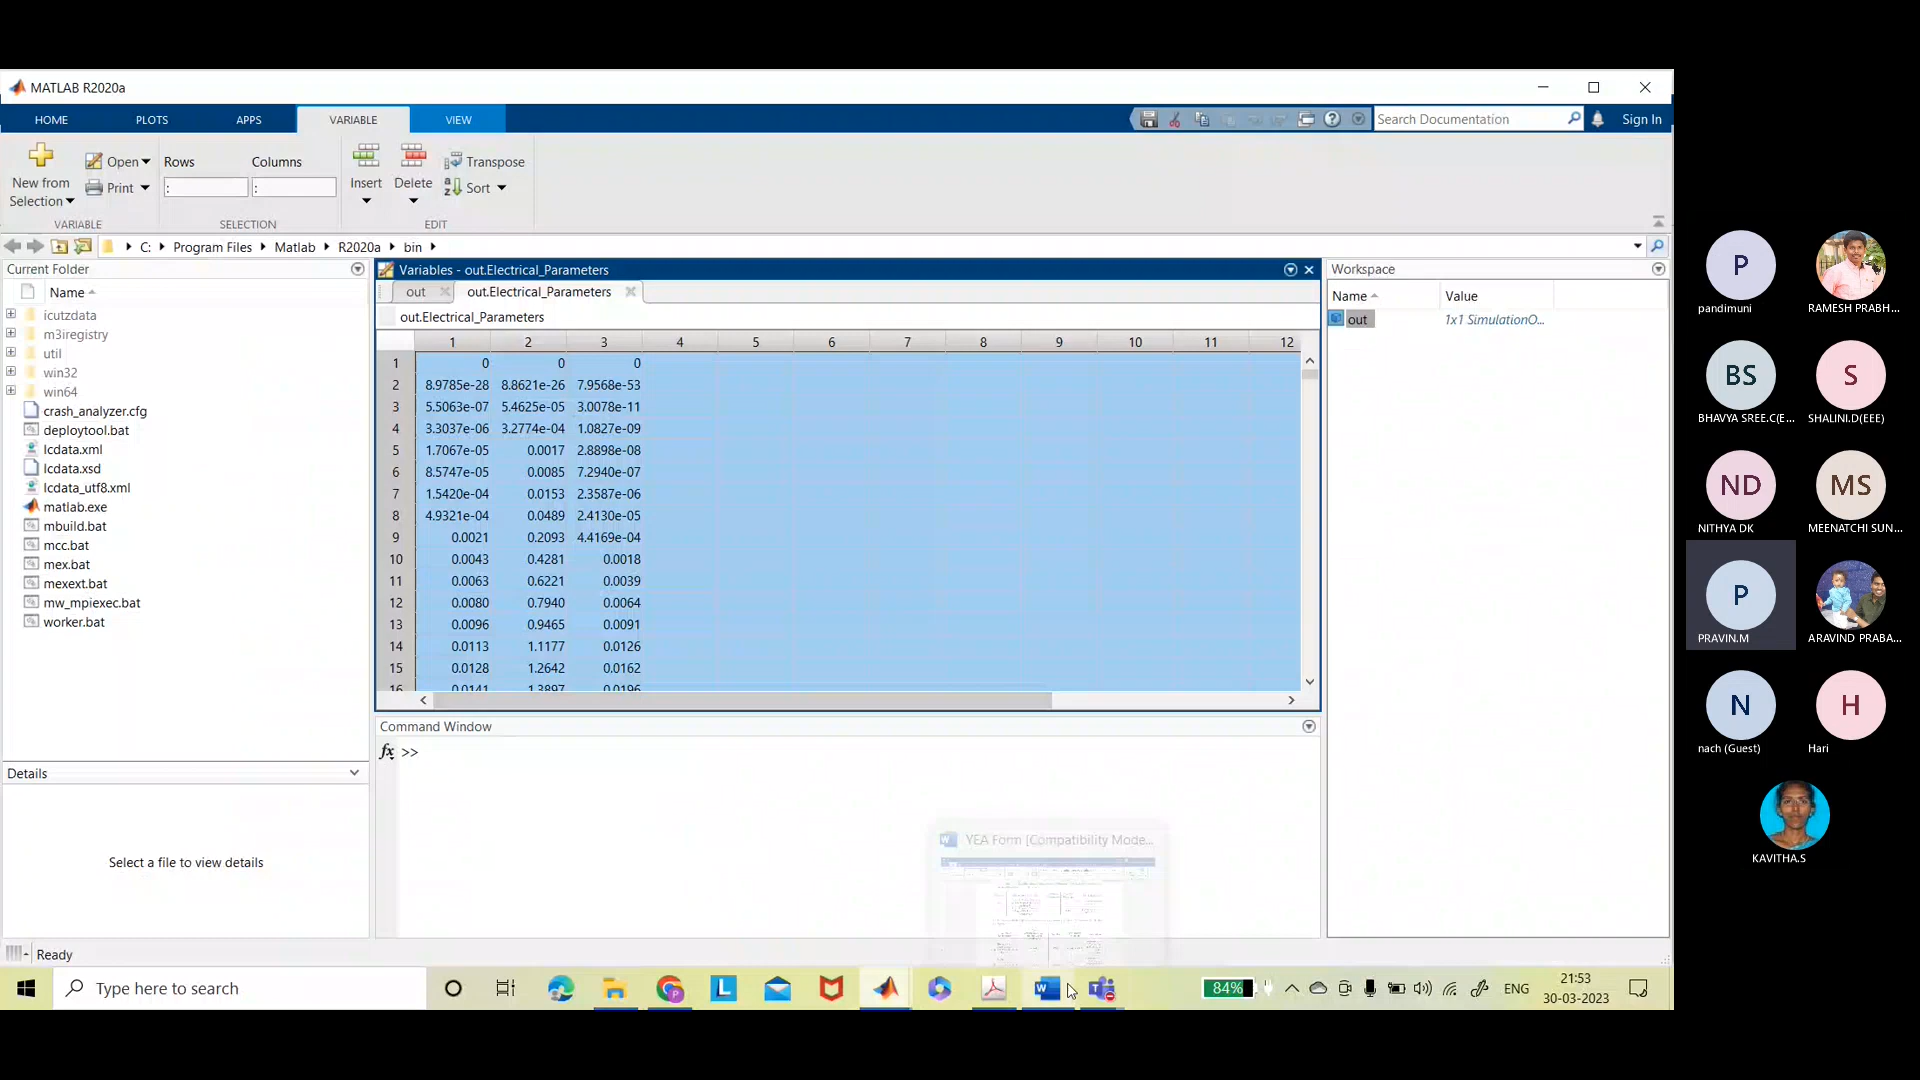 MATLAB R2020a
HOME PLOTS APPS VARIABLE VIEW
Search Documentation
Sign In
New from Selection
Open
Print
Rows
Columns
:
:
Insert
Delete
Transpose
Sort
VARIABLE SELECTION EDIT
C: Program Files Matlab R2020a bin
Current Folder
Name
icutzdata
m3iregistry
util
win32
win64
crash_analyzer.cfg
deploytool.bat
lcdata.xml
lcdata.xsd
lcdata_utf8.xml
matlab.exe
mbuild.bat
mcc.bat
mex.bat
mexext.bat
mw_mpiexec.bat
worker.bat
Details
Select a file to view details
Ready
Variables - out.Electrical_Parameters
out out.Electrical_Parameters
out.Electrical_Parameters
1 2 3 4 5 6 7 8 9 10 11 12
1 0 0 0
2 8.9785e-28 8.8621e-26 7.9568e-53
3 5.5063e-07 5.4625e-05 3.0078e-11
4 3.3037e-06 3.2774e-04 1.0827e-09
5 1.7067e-05 0.0017 2.8898e-08
6 8.5747e-05 0.0085 7.2940e-07
7 1.5420e-04 0.0153 2.3587e-06
8 4.9321e-04 0.0489 2.4130e-05
9 0.0021 0.2093 4.4169e-04
10 0.0043 0.4281 0.0018
11 0.0063 0.6221 0.0039
12 0.0080 0.7940 0.0064
13 0.0096 0.9465 0.0091
14 0.0113 1.1177 0.0126
15 0.0128 1.2642 0.0162
16 0.0141 1.3897 0.0196
Command Window
fx >>
Workspace
Name Value
out 1x1 SimulationO...
YEA Form [Compatibility Mode...
Type here to search
84%
ENG
21:53
30-03-2023
P
pandimuni
RAMESH PRABH...
BS
BHAVYA SREE.C(E...
S
SHALINI.D(EEE)
ND
NITHYA DK
MS
MEENATCHI SUN...
P
PRAVIN.M
ARAVIND PRABA...
N
nach (Guest)
H
Hari
KAVITHA.S